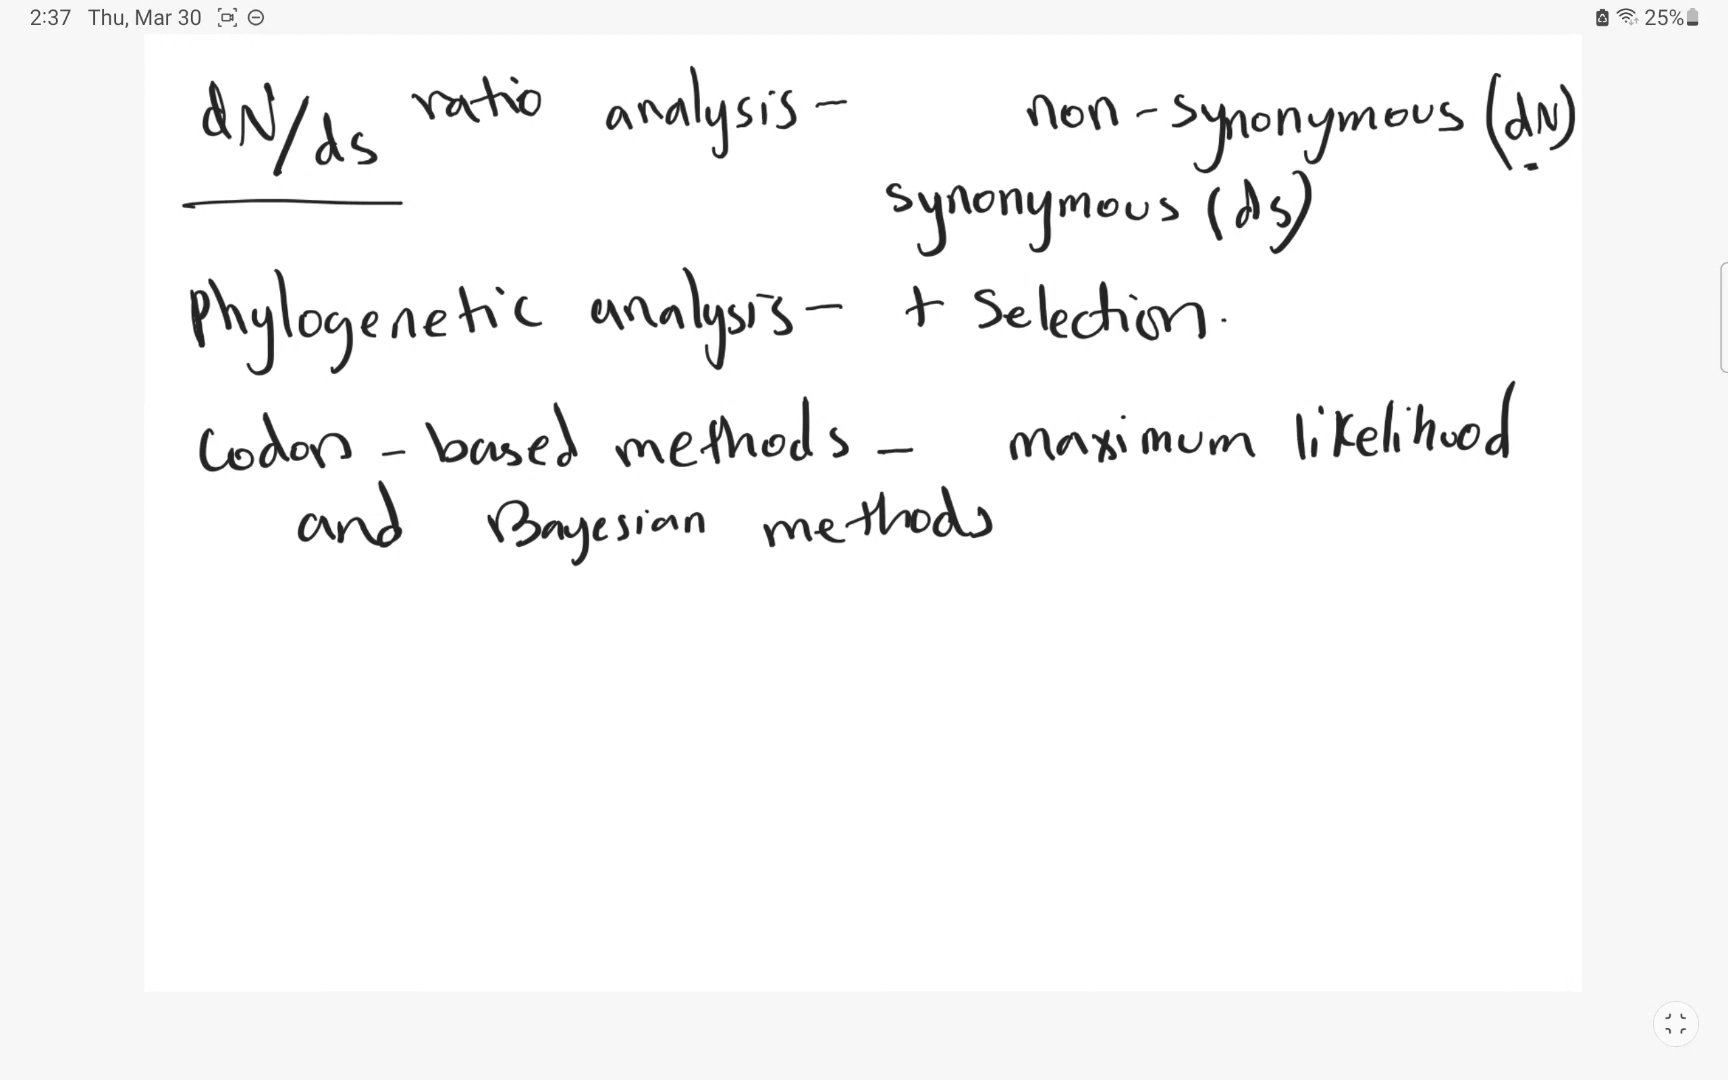 2:37 Thu, Mar 30 25%
dN/ds ratio analysis - non-synonymous (dN)
synonymous (ds)
Phylogenetic analysis - + Selection.
Codon - based methods - maximum likelihood
and Bayesian methods